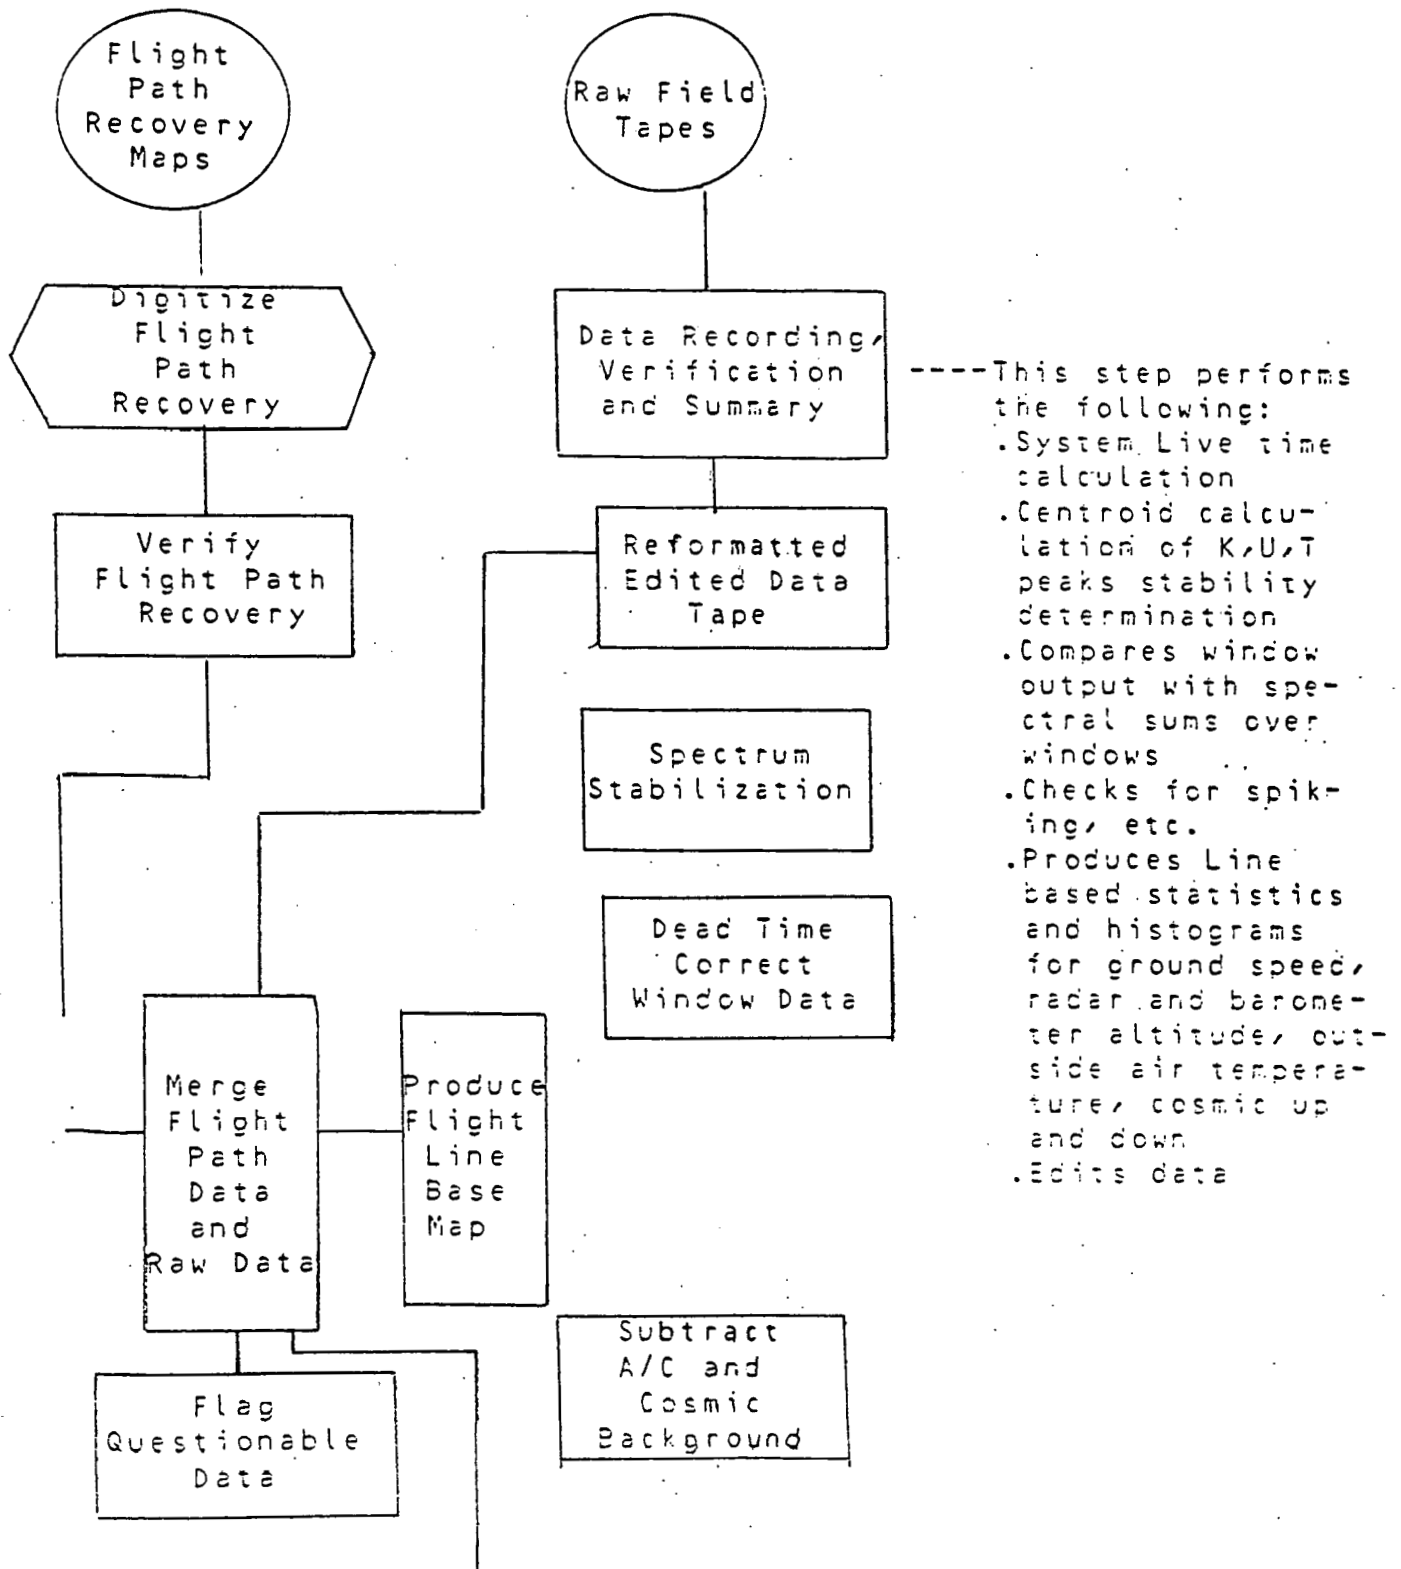 Flight
Path
Recovery
Maps
Raw Field
Tapes
Digitize
Flight
Path
Recovery
Data Recording,
Verification
and Summary
----This step performs
the following:
.System Live time
calculation
.Centroid calcu-
lation of K,U,T
peaks stability
determination
.Compares window
output with spe-
ctral sums over
windows
.Checks for spik-
ing, etc.
.Produces Line
based statistics
and histograms
for ground speed,
radar and barome-
ter altitude, out-
side air tempera-
ture, cosmic up
and down
.Edits data
Verify
Flight Path
Recovery
Reformatted
Edited Data
Tape
Spectrum
Stabilization
Dead Time
Correct
Window Data
Merge
Flight
Path
Data
and
Raw Data
Produce
Flight
Line
Base
Map
Subtract
A/C and
Cosmic
Background
Flag
Questionable
Data